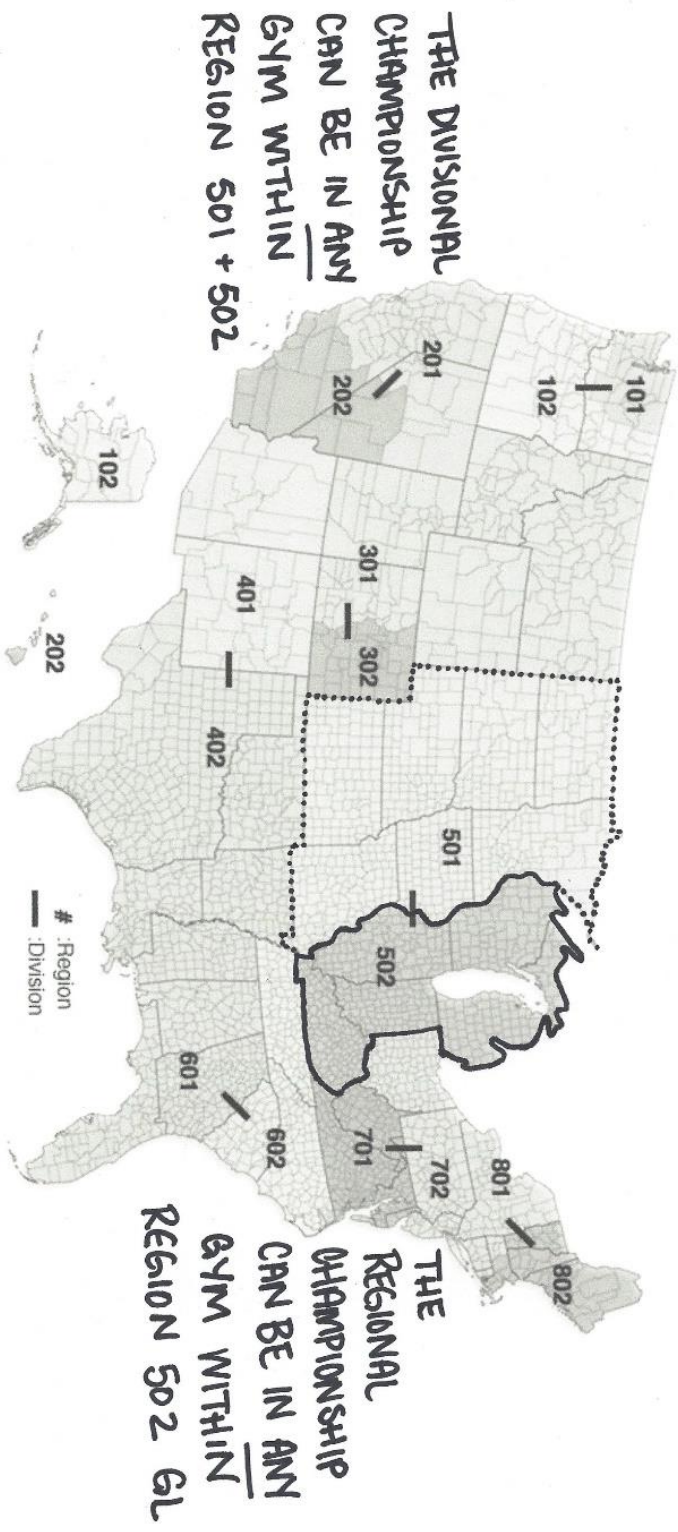 THE DIVISIONAL
CHAMPIONSHIP
CAN BE IN ANY
GYM WITHIN
REGION 501 + 502
101
102
201
202
301
302
401
402
501
502
601
602
701
702
801
802
102
202
# :Region
:Division
THE
REGIONAL
CHAMPIONSHIP
CAN BE IN ANY
GYM WITHIN
REGION 502 GL